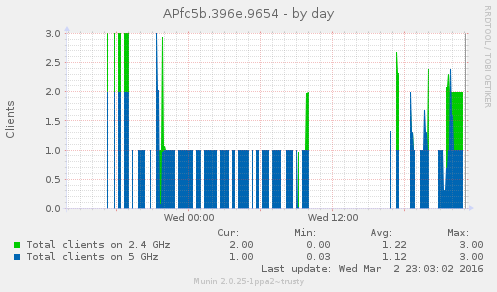 APfc5b.396e.9654 - by day
RRDTOOL / TOBI OETIKER
Clients
3.0
2.5
2.0
1.5
1.0
0.5
0.0
Wed 00:00 Wed 12:00
Cur: Min: Avg: Max:
Total clients on 2.4 GHz 2.00 0.00 1.22 3.00
Total clients on 5 GHz 1.00 0.03 1.12 3.00
Last update: Wed Mar 2 23:03:02 2016
Munin 2.0.25-1ppa2~trusty